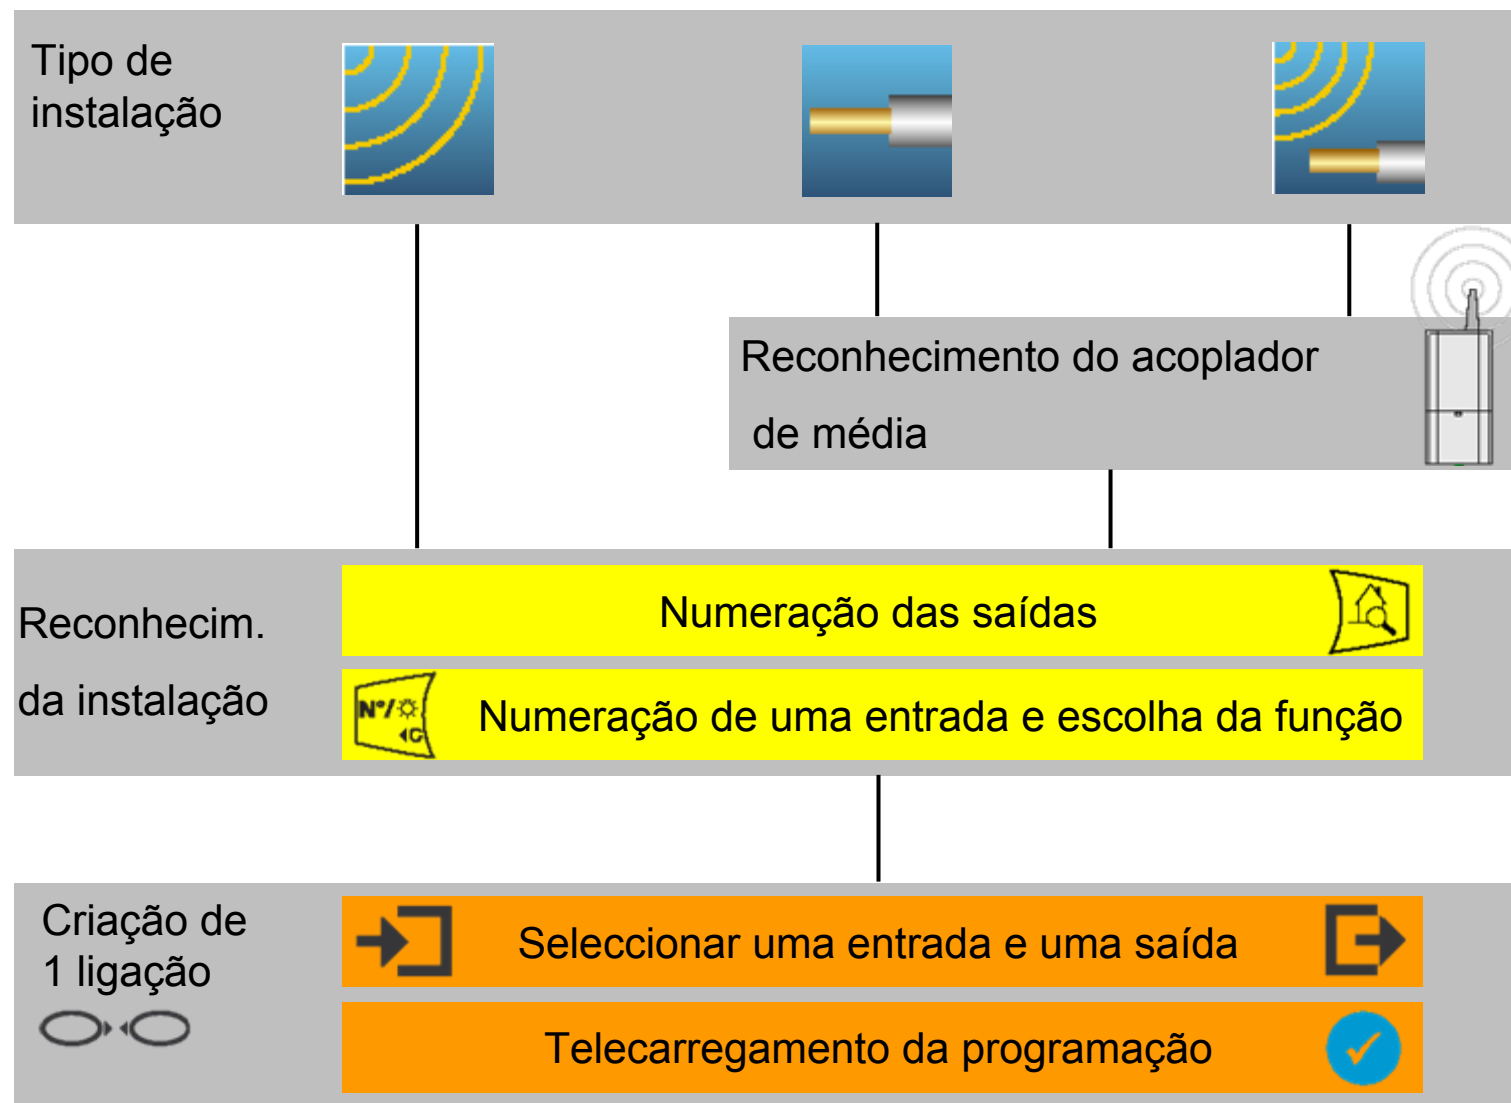 Tipo de
instalação
Reconhecimento do acoplador
de média
Reconhecim.
da instalação
Numeração das saídas
N°/
Numeração de uma entrada e escolha da função
Criação de
1 ligação
Seleccionar uma entrada e uma saída
Telecarregamento da programação